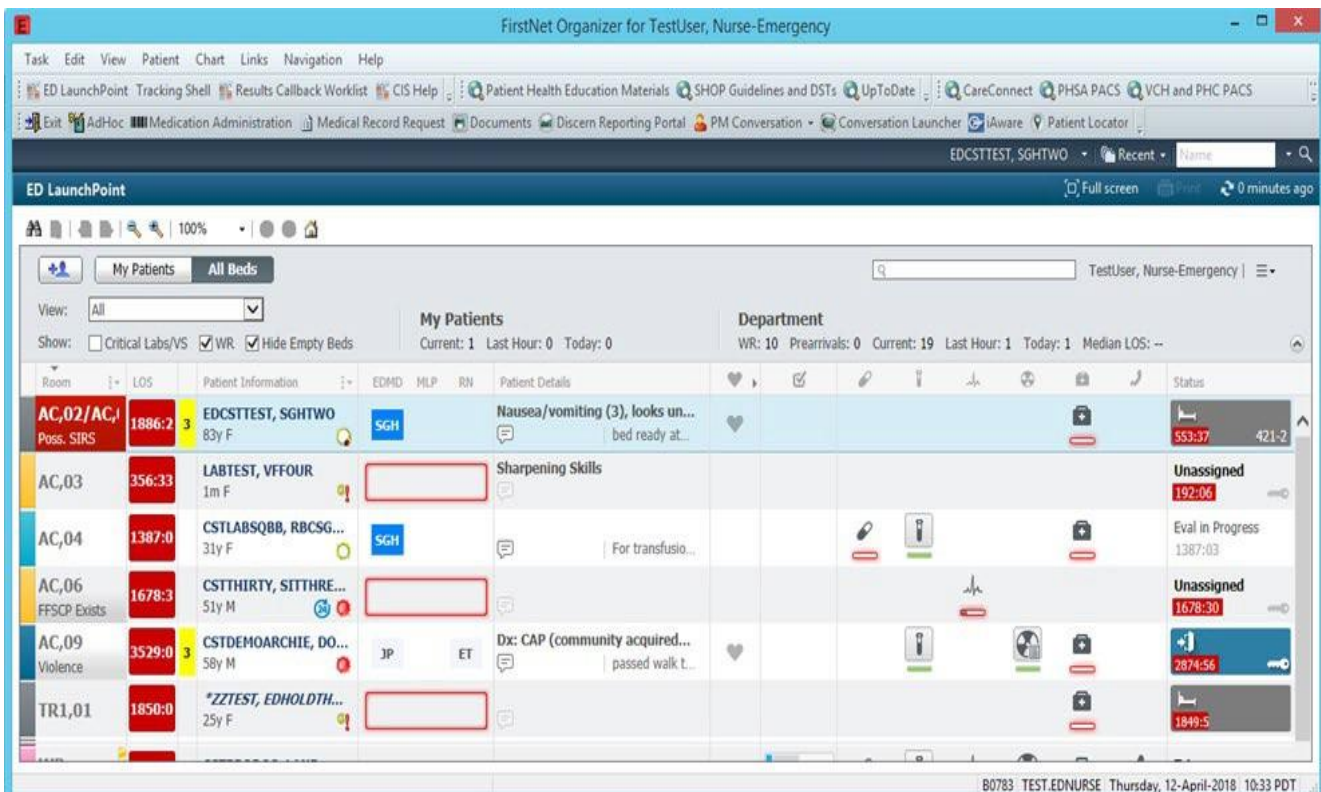 FirstNet Organizer for TestUser, Nurse-Emergency
Task Edit View Patient Chart Links Navigation Help
ED LaunchPoint Tracking Shell Results Callback Worklist CIS Help Patient Health Education Materials SHOP Guidelines and DSTs UpToDate CareConnect PHSA PACS VCH and PHC PACS
Exit AdHoc Medication Administration Medical Record Request Documents Discern Reporting Portal PM Conversation Conversation Launcher iAware Patient Locator
EDCSTTEST, SGHTWO Recent Name
ED LaunchPoint Full screen Print 0 minutes ago
100%
My Patients All Beds TestUser, Nurse-Emergency
View: All
My Patients Department
Show: Critical Labs/VS WR Hide Empty Beds Current: 1 Last Hour: 0 Today: 0 WR: 10 Prearrivals: 0 Current: 19 Last Hour: 1 Today: 1 Median LOS: --
Room LOS Patient Information EDMD MLP RN Patient Details Status
AC,02/AC, 1886:2 3 EDCSTTEST, SGHTWO SGH Nausea/vomiting (3), looks un...
Poss. SIRS 83y F bed ready at... 553:37 421-2
AC,03 356:33 LABTEST, VFFOUR Sharpening Skills Unassigned
1m F 192:06
AC,04 1387:0 CSTLABSQBB, RBCSG... SGH Eval in Progress
31y F For transfusio... 1387:03
AC,06 1678:3 CSTTHIRTY, SITTHRE... Unassigned
FFSCP Exists 51y M 24 1678:30
AC,09 3529:0 3 CSTDEMOARCHIE, DO... JP ET Dx: CAP (community acquired...
Violence 58y M passed walk t... 2874:56
TR1,01 1850:0 *ZZTEST, EDHOLDTH...
25y F 1849:5
B0783 TEST.EDNURSE Thursday, 12-April-2018 10:33 PDT